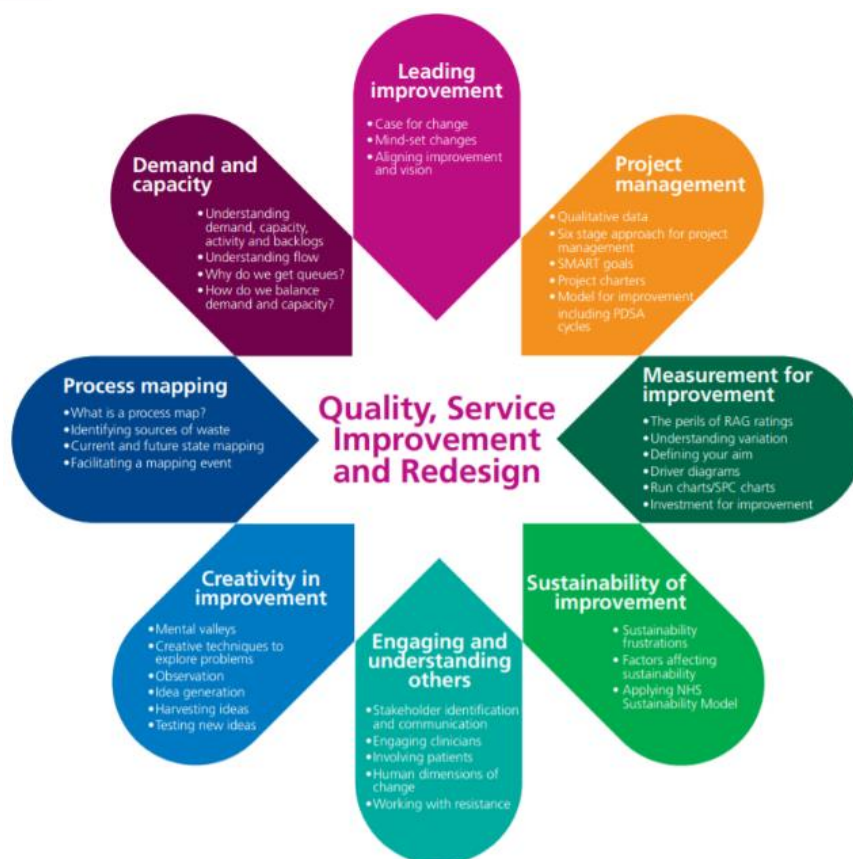 Leading
improvement
• Case for change
• Mind-set changes
• Aligning improvement
and vision
Project
management
• Qualitative data
• Six stage approach for project
management
• SMART goals
• Project charters
• Model for improvement
including PDSA
cycles
Measurement for
improvement
• The perils of RAG ratings
• Understanding variation
• Defining your aim
• Driver diagrams
• Run charts/SPC charts
• Investment for improvement
Sustainability of
improvement
• Sustainability
frustrations
• Factors affecting
sustainability
• Applying NHS
Sustainability Model
Engaging and
understanding
others
• Stakeholder identification
and communication
• Engaging clinicians
• Involving patients
• Human dimensions of
change
• Working with resistance
Creativity in
improvement
• Mental valleys
• Creative techniques to
explore problems
• Observation
• Idea generation
• Harvesting ideas
• Testing new ideas
Process mapping
• What is a process map?
• Identifying sources of waste
• Current and future state mapping
• Facilitating a mapping event
Demand and
capacity
• Understanding
demand, capacity,
activity and backlogs
• Understanding flow
• Why do we get queues?
• How do we balance
demand and capacity?
Quality, Service
Improvement
and Redesign